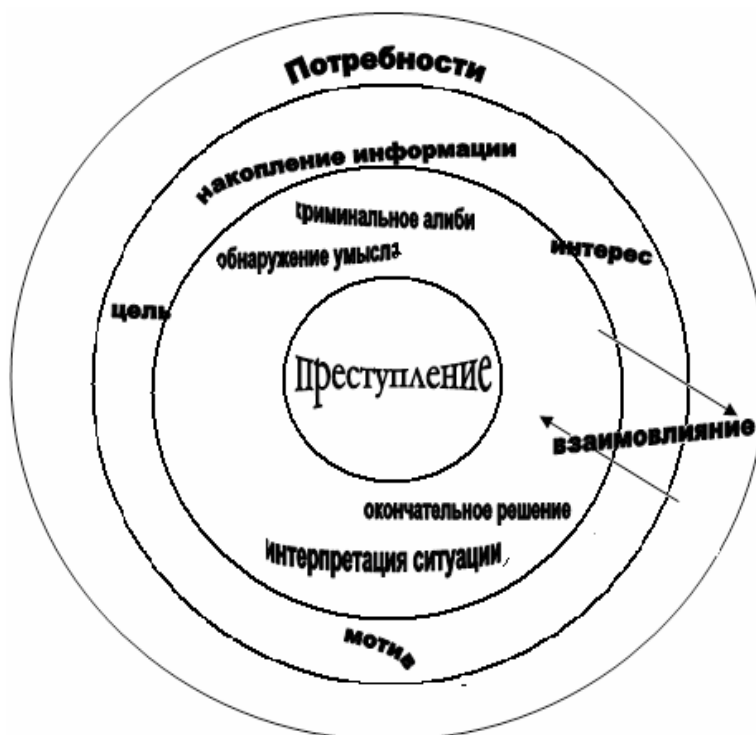 Потребности
накопление информации
криминальное алиби
обнаружение умысла
интерес
цель
преступление
взаимовлияние
окончательное решение
интерпретация ситуации
мотив